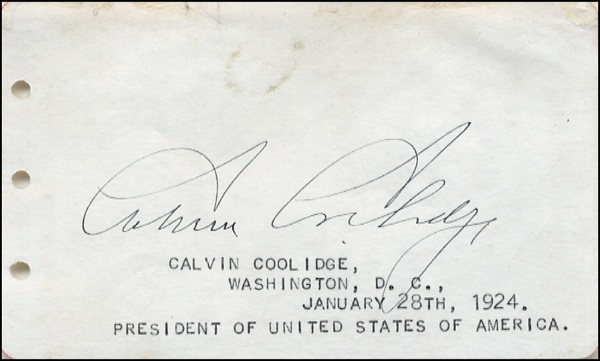 Calvin Coolidge
CALVIN COOLIDGE,
WASHINGTON, D. C.,
JANUARY 28TH, 1924.
PRESIDENT OF UNITED STATES OF AMERICA.